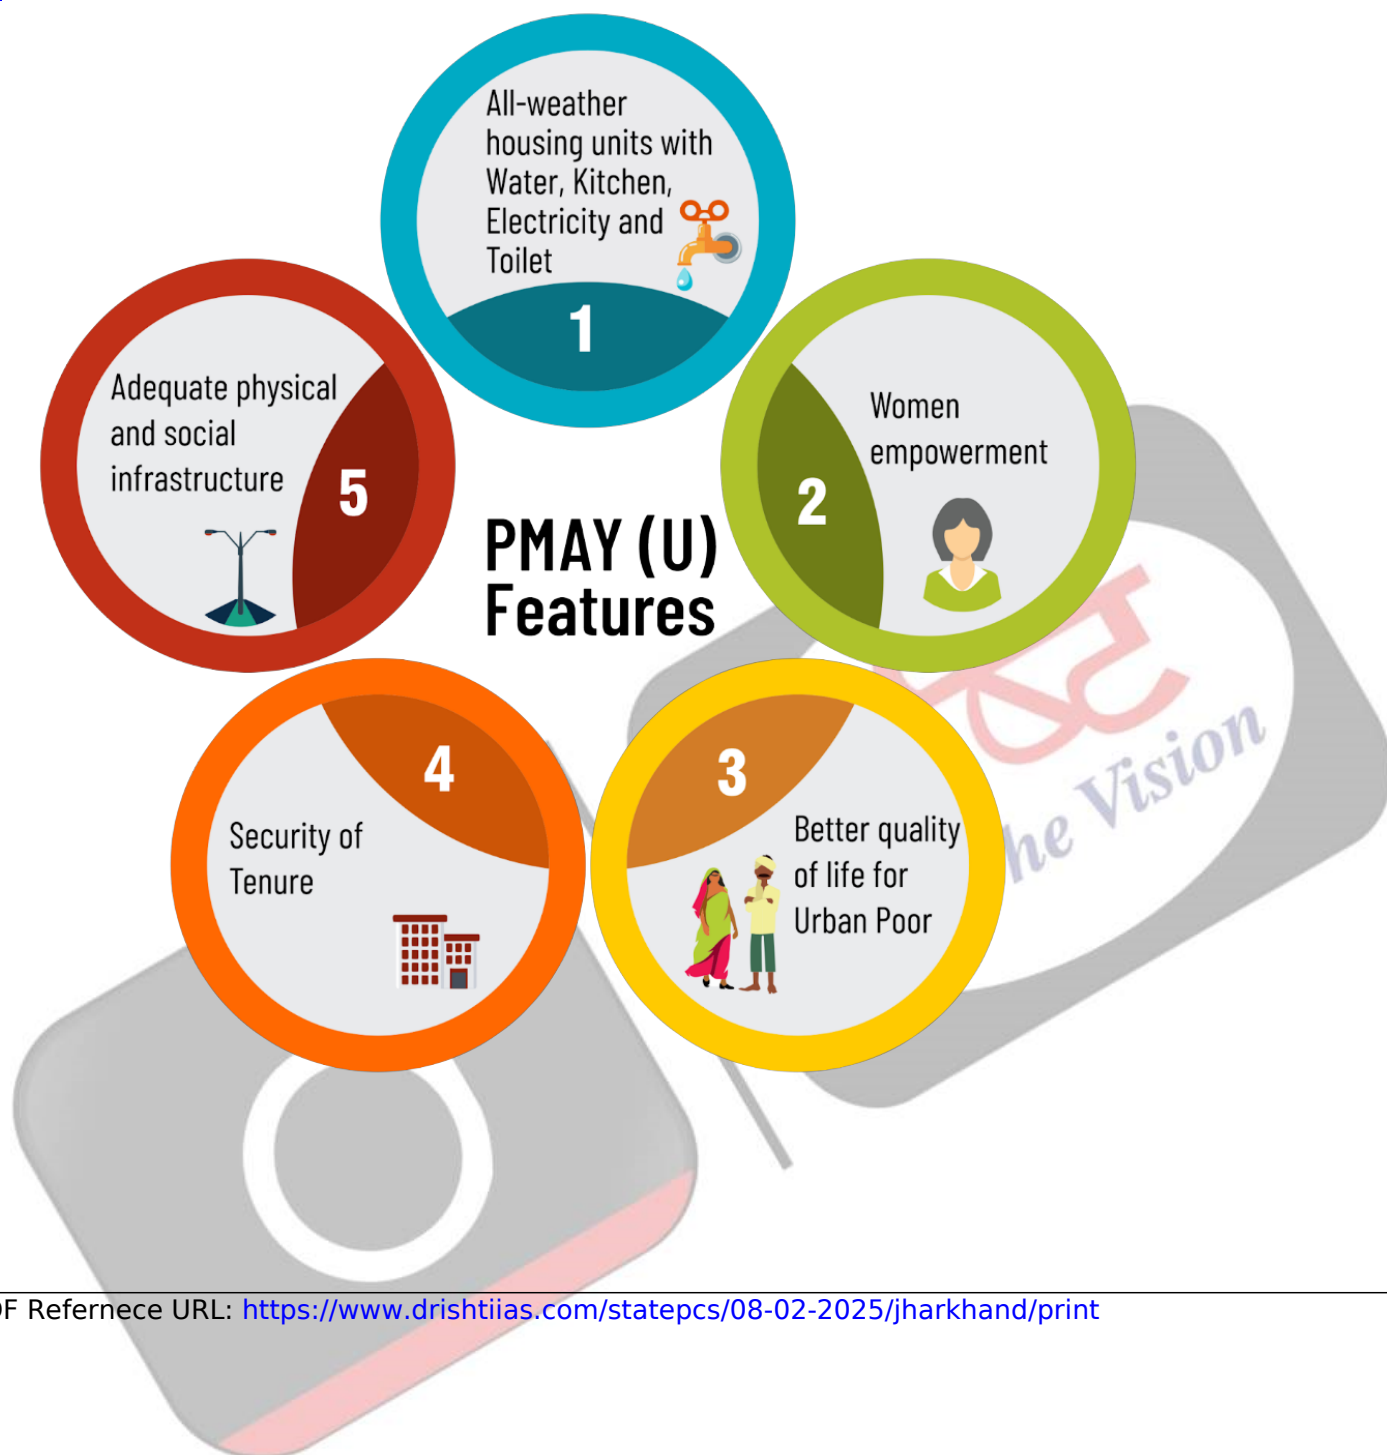 All-weather
housing units with
Water, Kitchen,
Electricity and
Toilet
1
Women
empowerment
2
Better quality
of life for
Urban Poor
3
Security of
Tenure
4
Adequate physical
and social
infrastructure
5
PMAY (U)
Features
he Vision
F Refernece URL: https://www.drishtiias.com/statepcs/08-02-2025/jharkhand/print